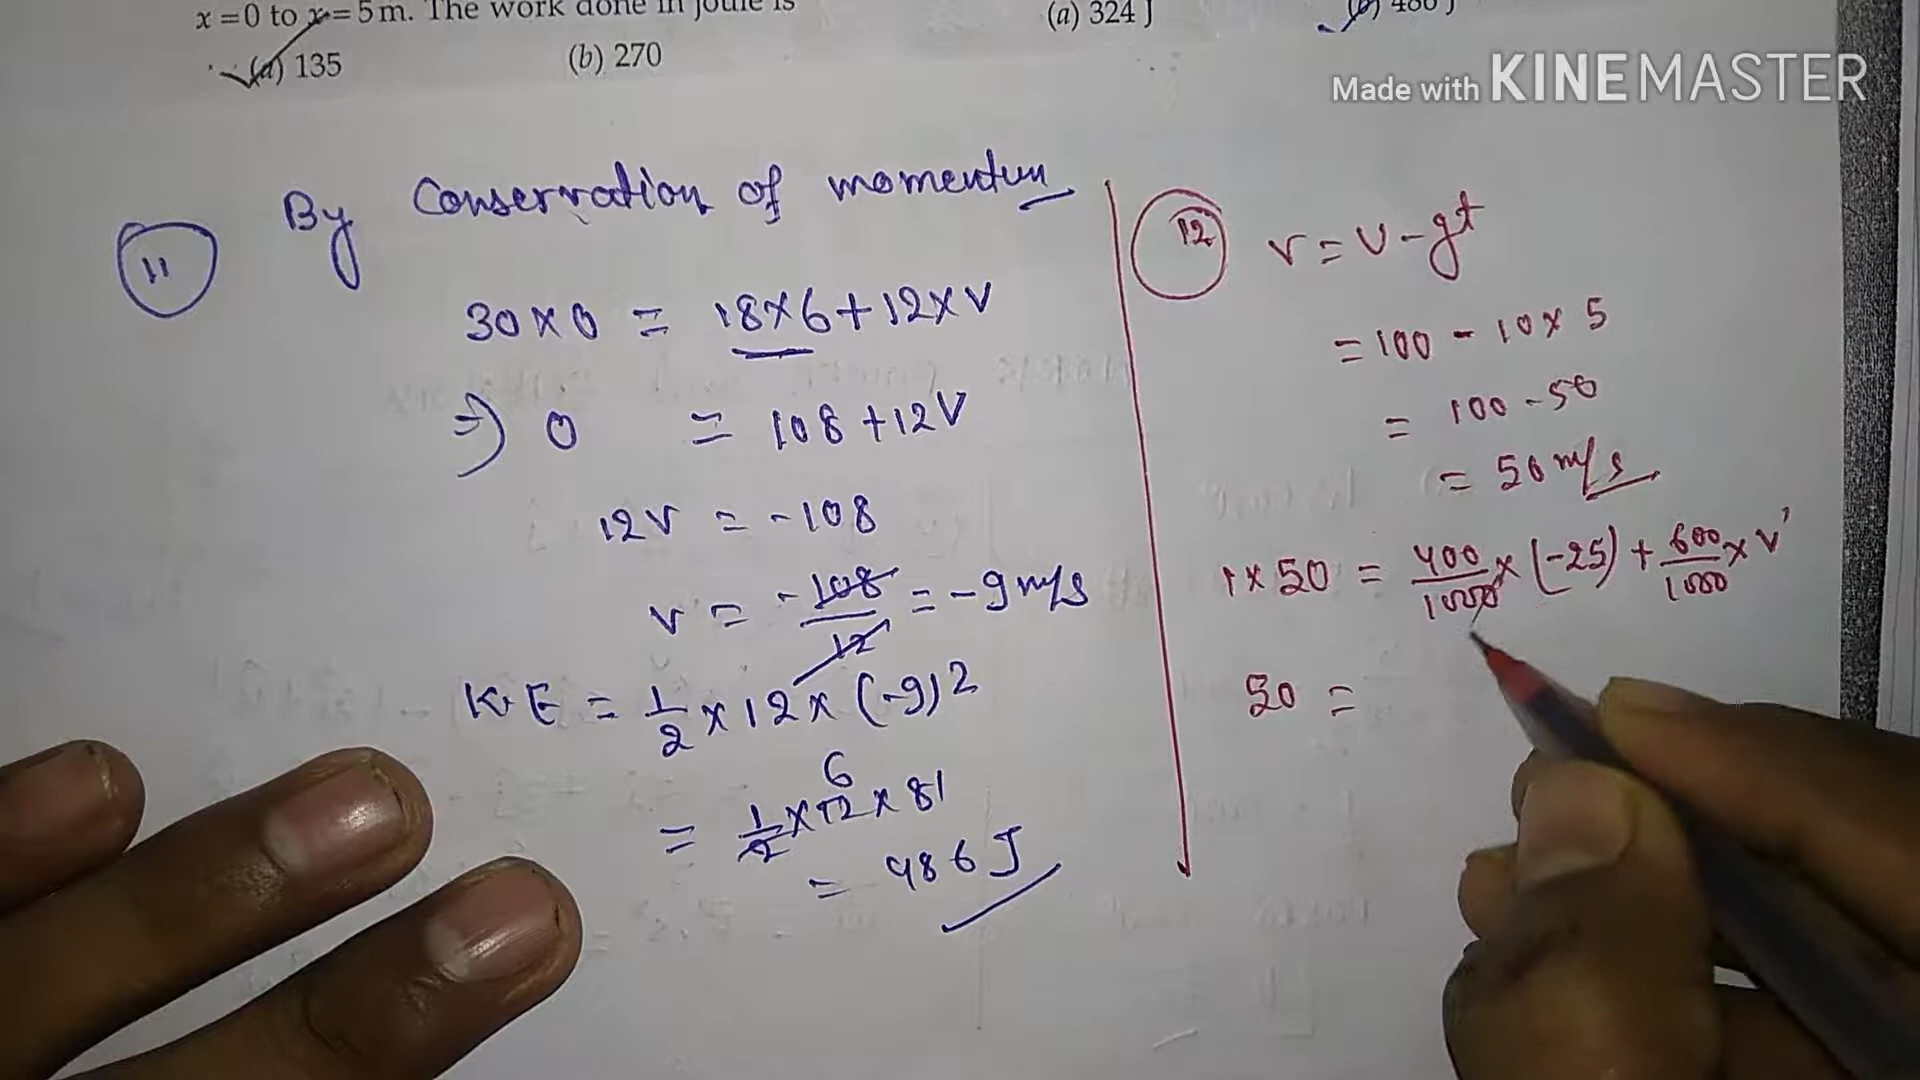 x = 0 to x = 5 m. The work done in joule is
(a) 135 (b) 270
(a) 324 J (b) 486 J
Made with KINEMASTER
11 By Conservation of momentum
30 × 0 = 18×6 + 12×V
⇒ 0 = 108 + 12V
12V = -108
V = -108/12 = -9 m/s
K.E = 1/2 × 12 × (-9)2
= 1/2 × 12 × 81
6
= 486 J
12 v = u - gt
= 100 - 10 × 5
= 100 - 50
= 50 m/s
1 × 50 = 400/1000 × (-25) + 600/1000 × v'
50 =